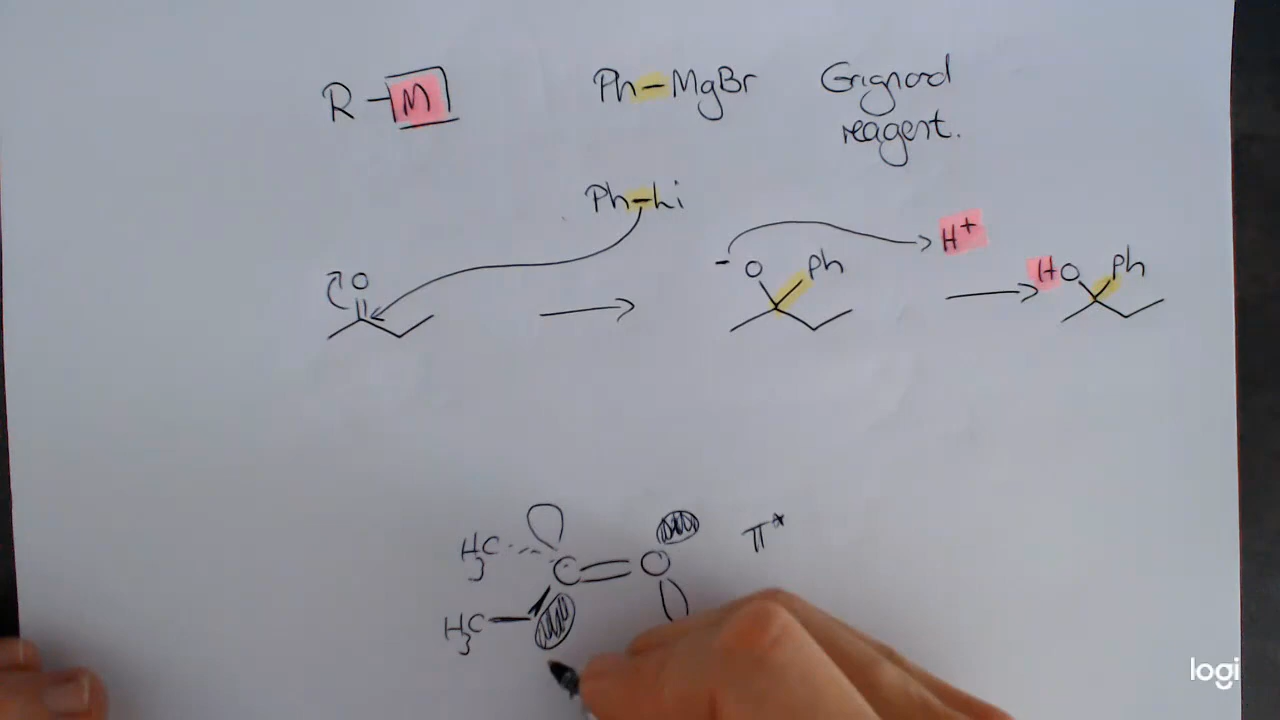 R-M
Ph-MgBr
Grignard
reagent.
Ph-Li
O
- O
Ph
H+
HO
Ph
H3C
C=O
π*
H3C
logi